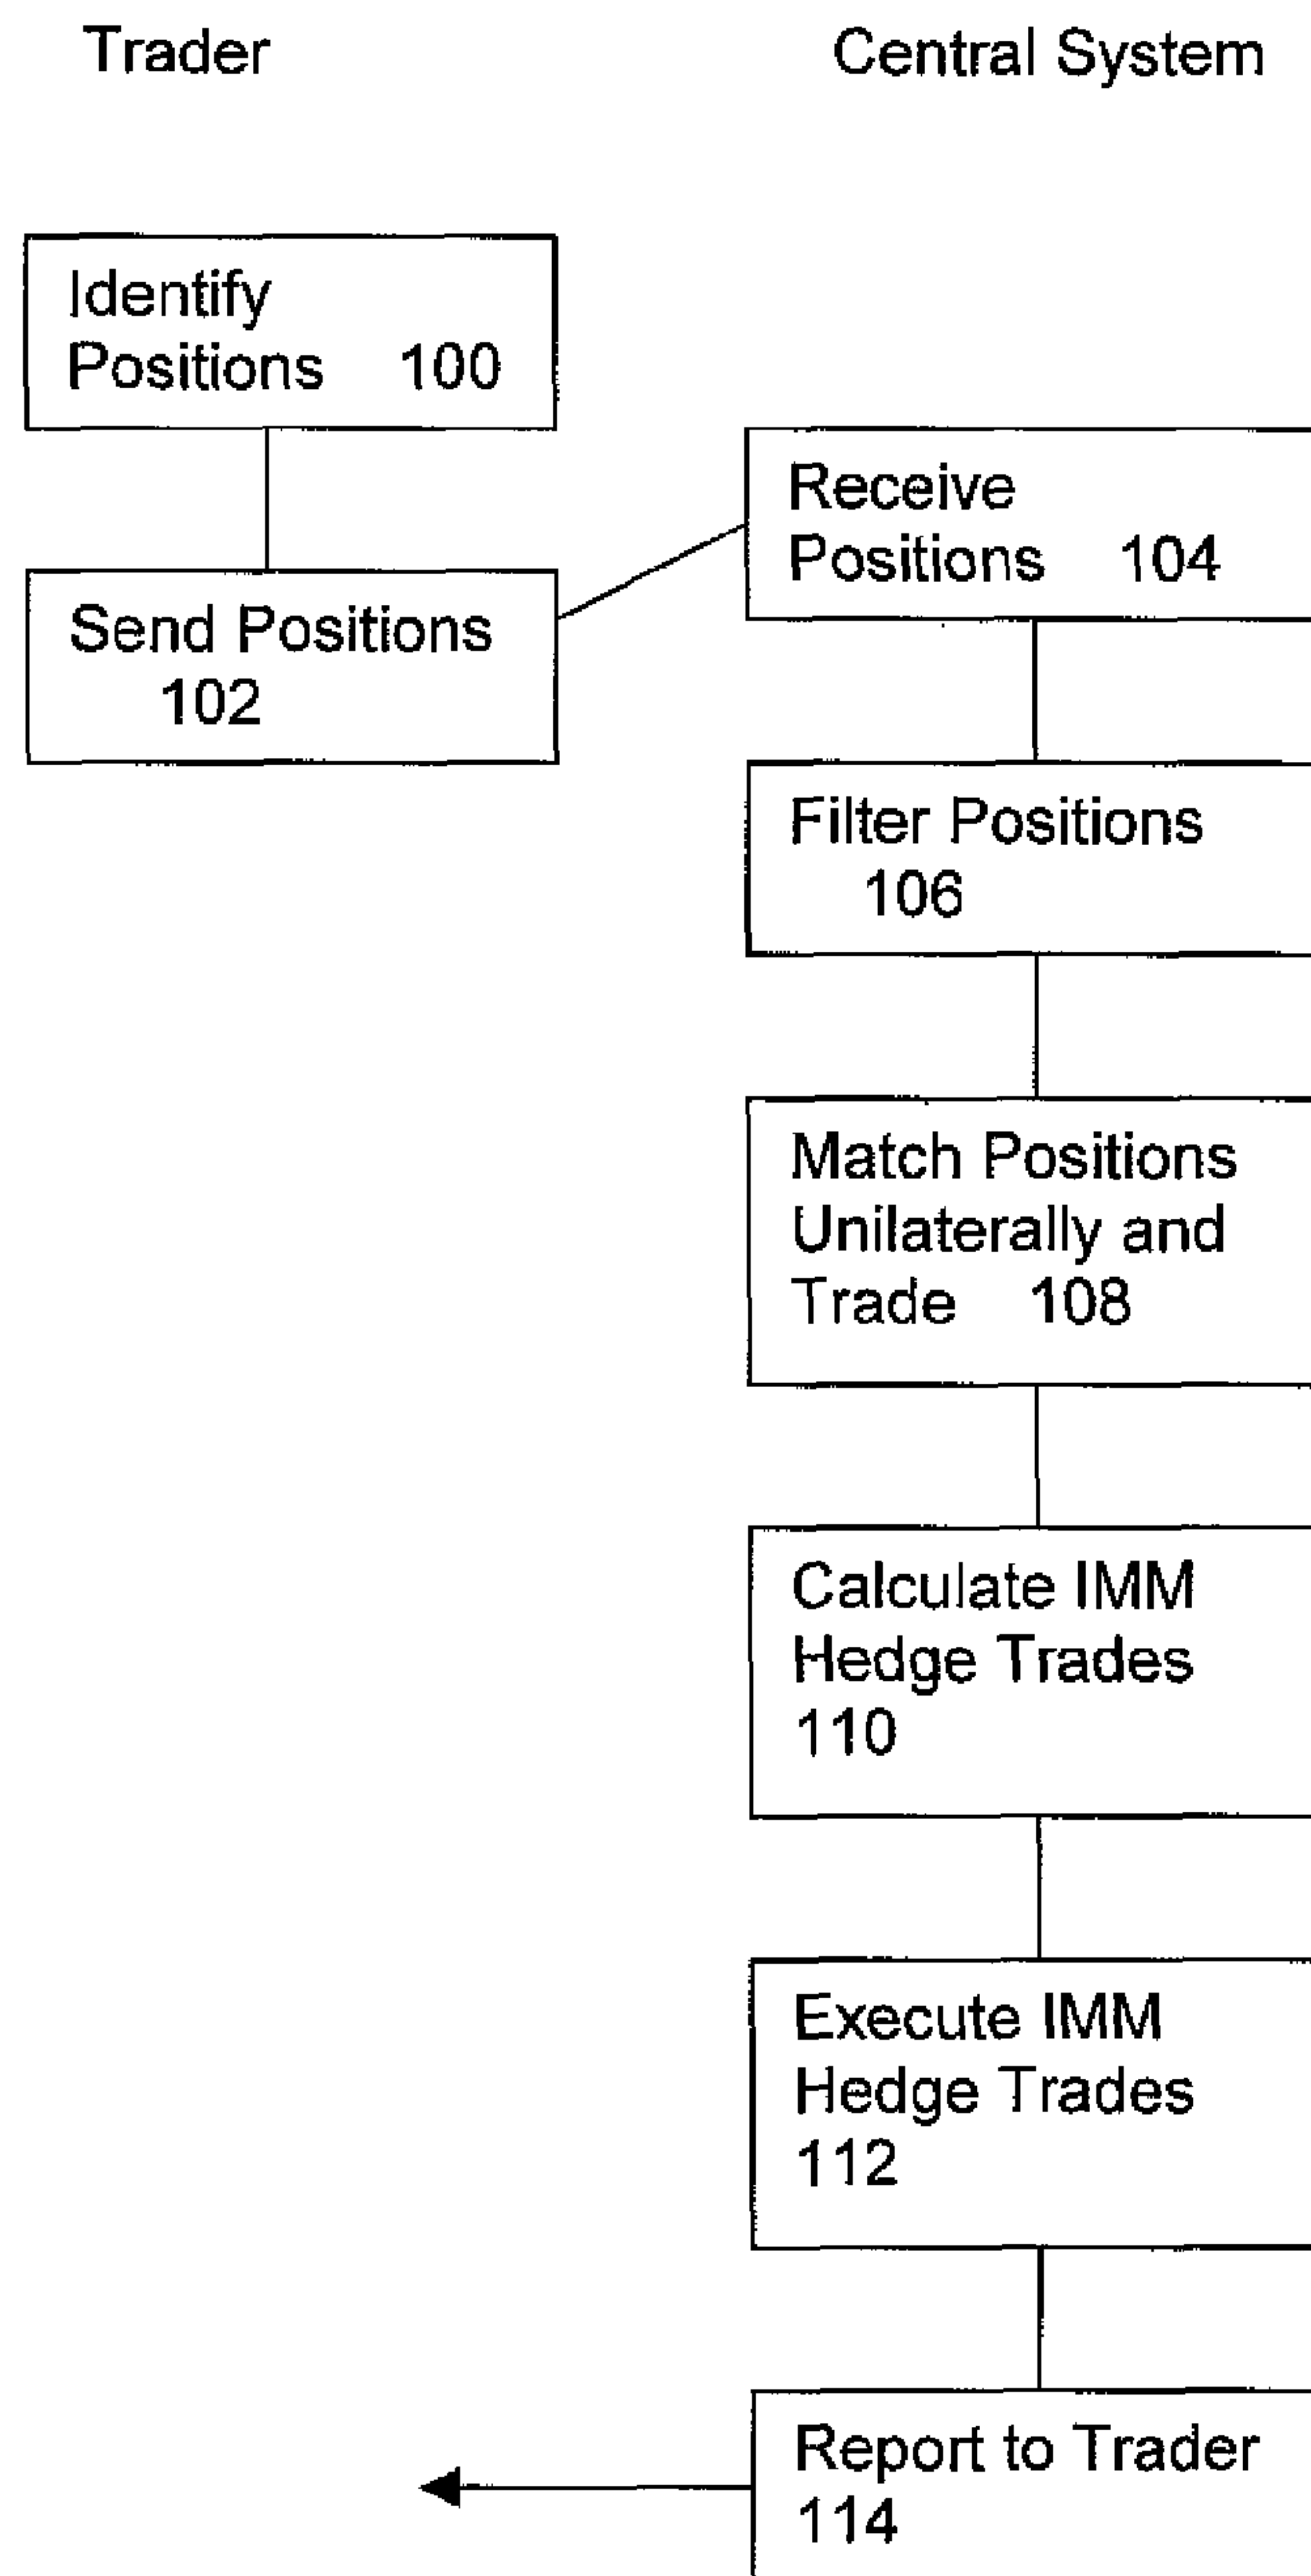 Trader
Central System
Identify
Positions 100
Send Positions
102
Receive
Positions 104
Filter Positions
106
Match Positions
Unilaterally and
Trade 108
Calculate IMM
Hedge Trades
110
Execute IMM
Hedge Trades
112
Report to Trader
114